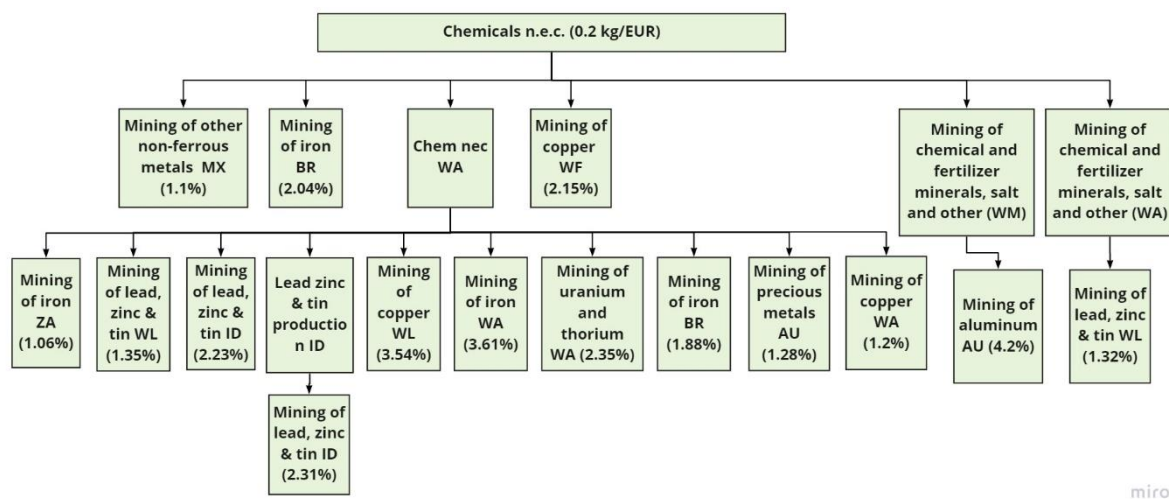 Chemicals n.e.c. (0.2 kg/EUR)
Mining of other
non-ferrous
metals MX
(1.1%)
Mining
of iron
BR
(2.04%)
Chem nec
WA
Mining of
copper
WF
(2.15%)
Mining of
chemical and
fertilizer
minerals, salt
and other (WM)
Mining of
chemical and
fertilizer
minerals, salt
and other (WA)
Mining
of iron
ZA
(1.06%)
Mining
of lead,
zinc &
tin WL
(1.35%)
Mining
of lead,
zinc &
tin ID
(2.23%)
Lead zinc
& tin
productio
n ID
Mining
of
copper
WL
(3.54%)
Mining
of iron
WA
(3.61%)
Mining of
uranium
and
thorium
WA (2.35%)
Mining
of iron
BR
(1.88%)
Mining of
precious
metals
AU
(1.28%)
Mining
of
copper
WA
(1.2%)
Mining of
aluminum
AU (4.2%)
Mining of
lead, zinc
& tin WL
(1.32%)
Mining of
lead, zinc
& tin ID
(2.31%)
miro